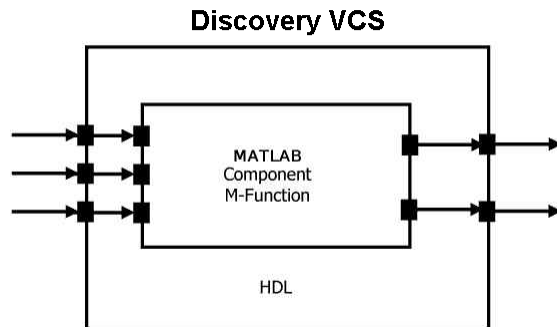 Discovery VCS
MATLAB
Component
M-Function
HDL